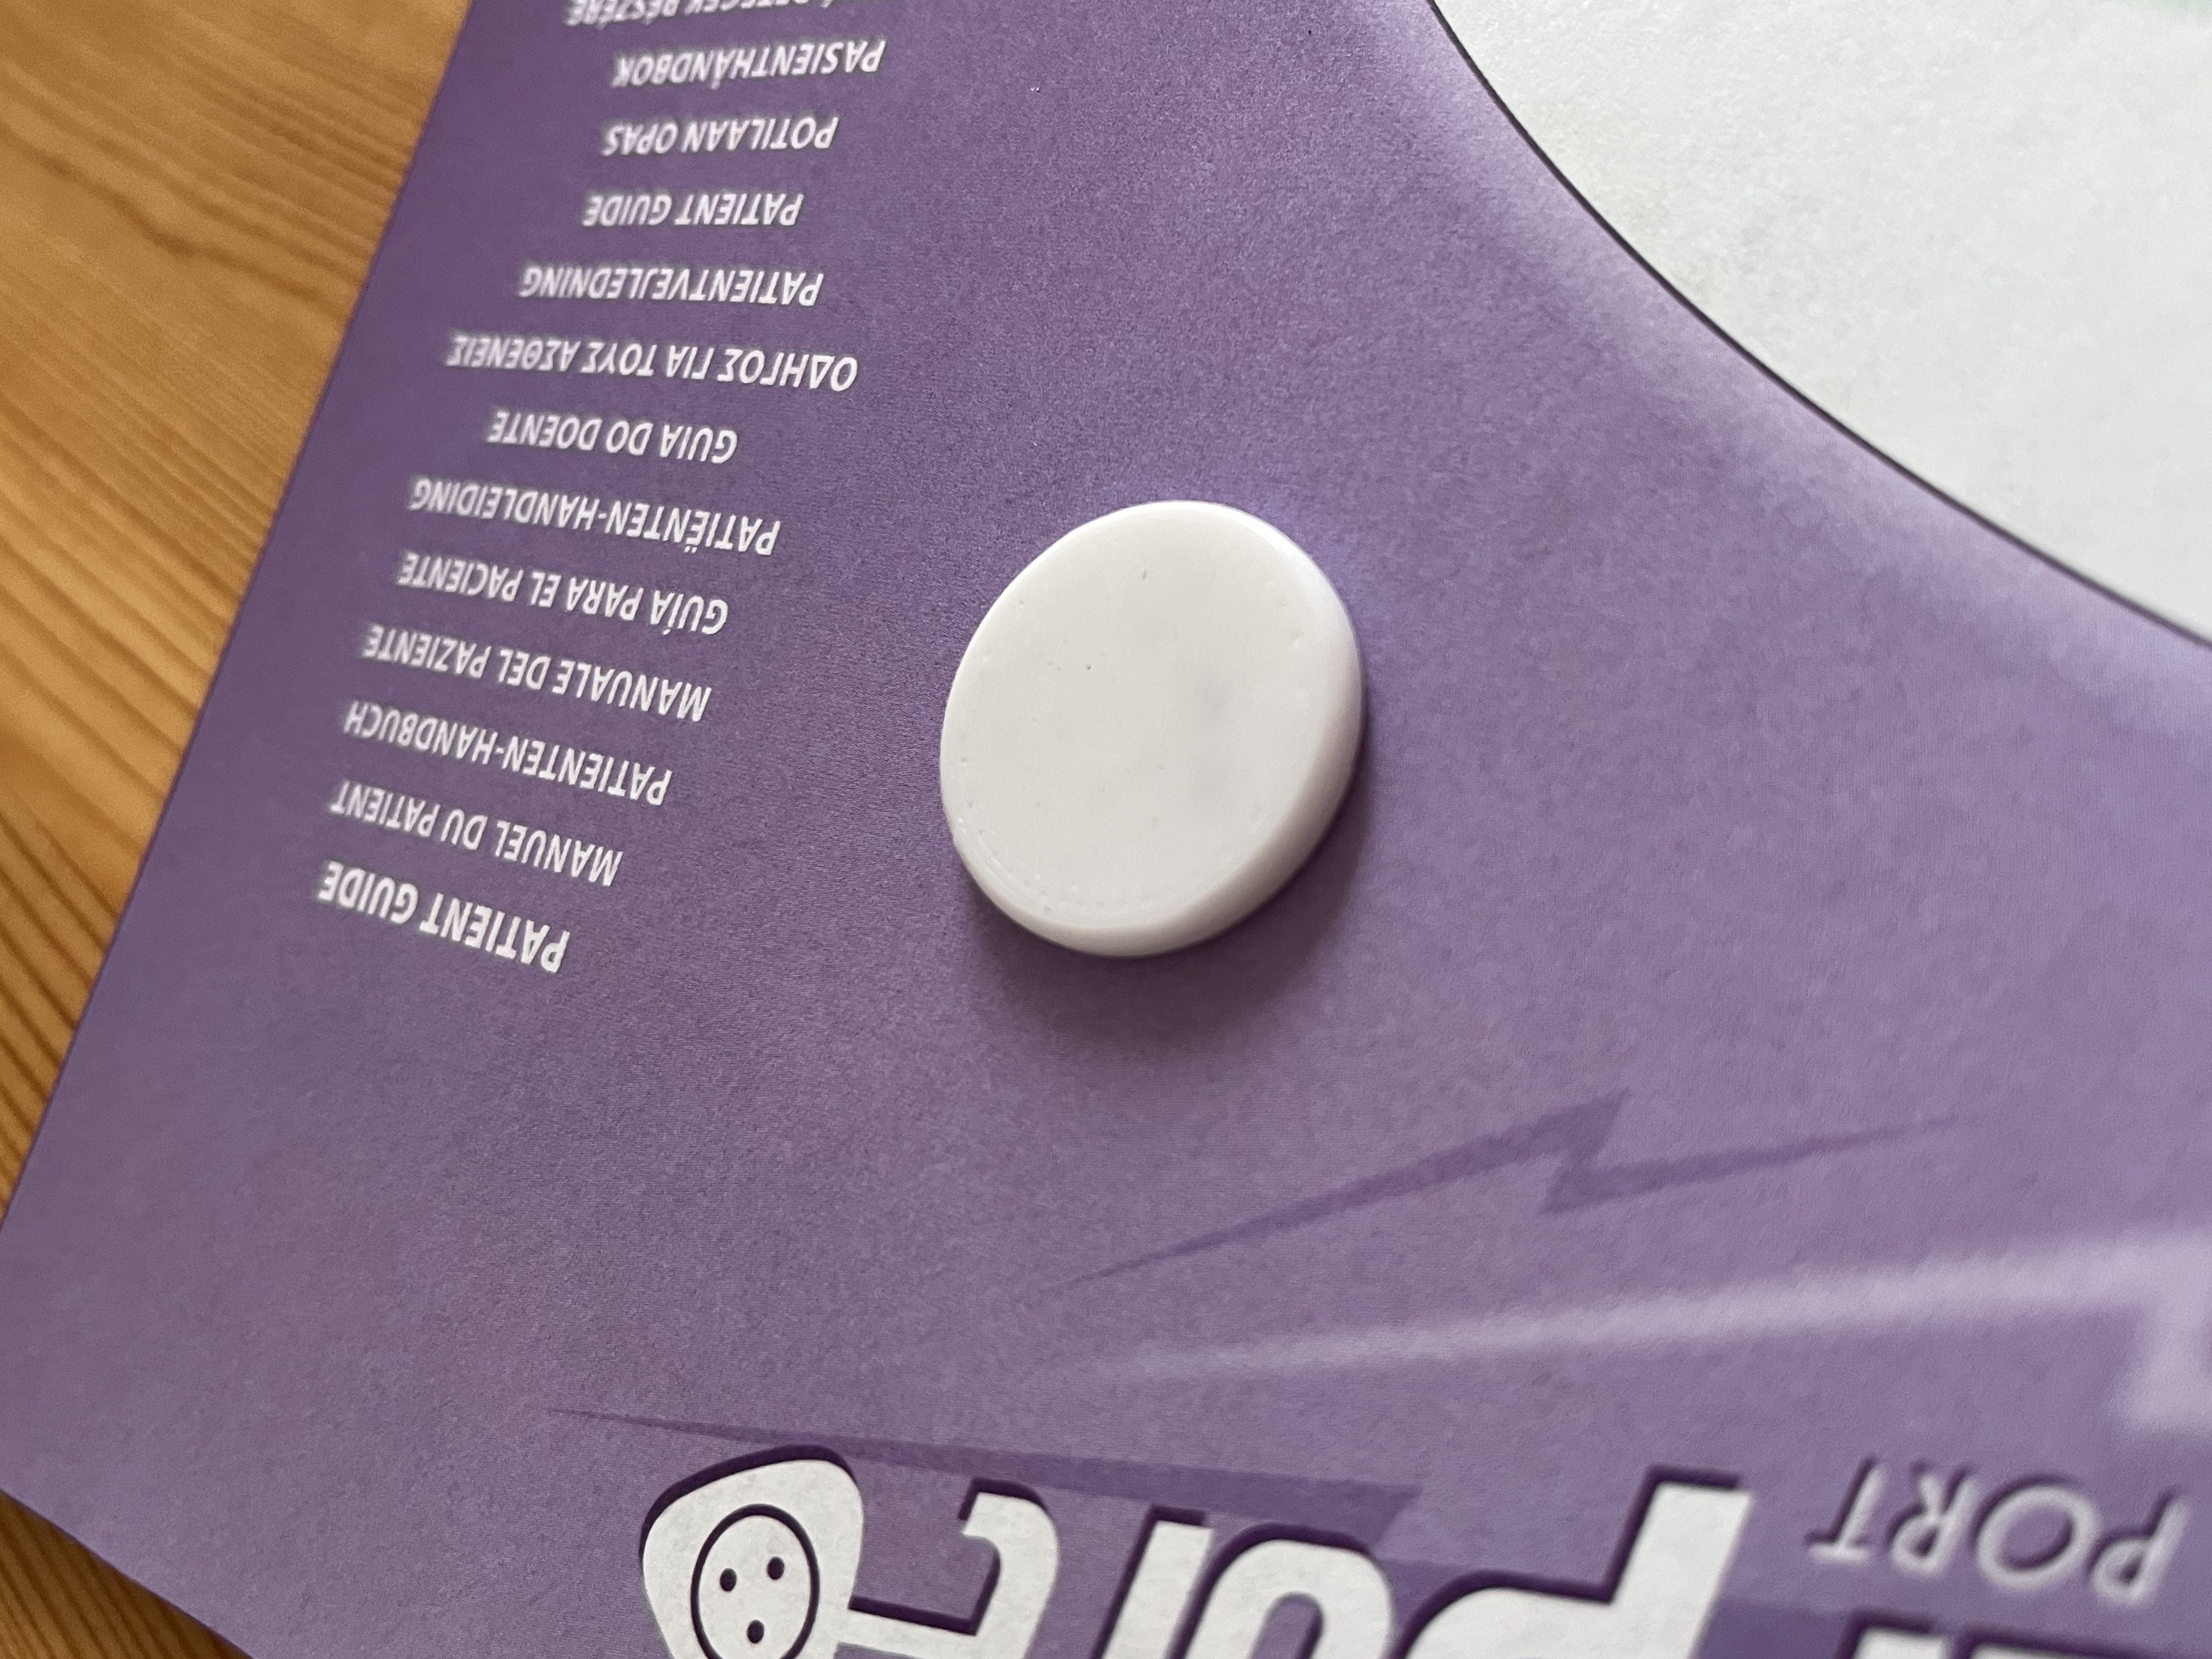 PATIENT GUIDE
MANUEL DU PATIENT
PATIENTEN-HANDBUCH
MANUALE DEL PAZIENTE
GUÍA PARA EL PACIENTE
PATIËNTEN-HANDLEIDING
GUIA DO DOENTE
ΟΔΗΓΟΣ ΓΙΑ ΤΟΥΣ ΑΣΘΕΝΕΙΣ
PATIENTVEJLEDNING
PATIENT GUIDE
POTILAAN OPAS
PASIENTHÅNDBOK
PORT